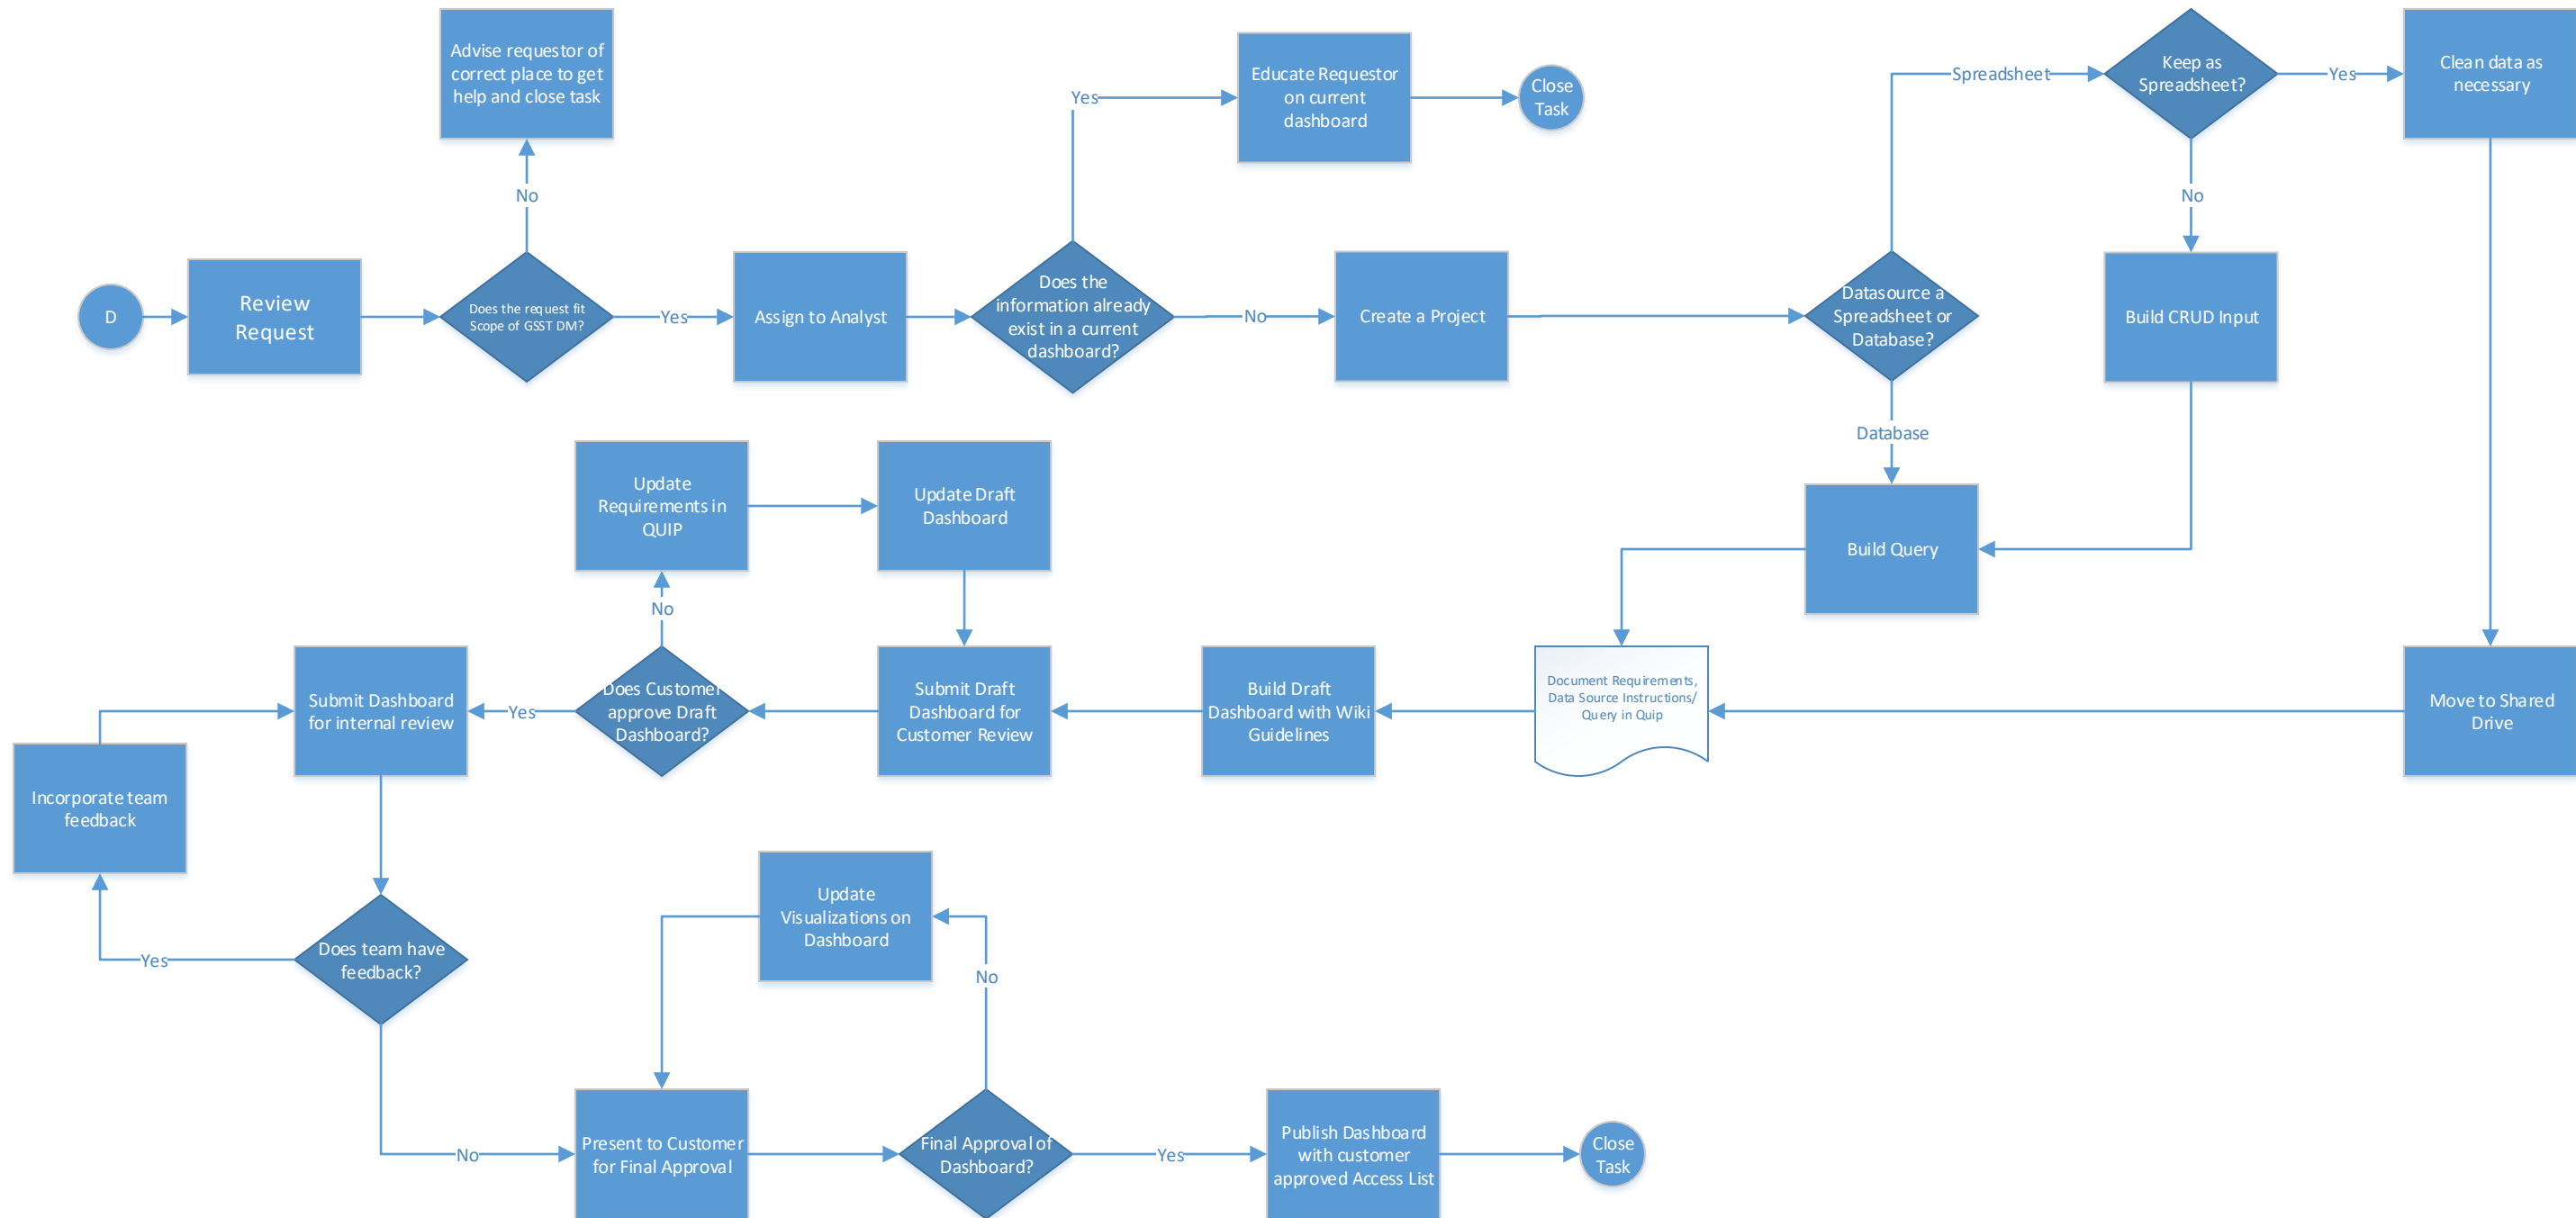 Advise requestor of
correct place to get
help and close task
Educate Requestor
on current
dashboard
Close
Task
Keep as
Spreadsheet?
Clean data as
necessary
Yes
Spreadsheet
Yes
No
No
D
Review
Request
Does the request fit
Scope of GSST DM?
Yes
Assign to Analyst
Does the
information already
exist in a current
dashboard?
No
Create a Project
Datasource a
Spreadsheet or
Database?
Build CRUD Input
Database
Update
Requirements in
QUIP
Update Draft
Dashboard
Build Query
No
Submit Dashboard
for internal review
Yes
Does Customer
approve Draft
Dashboard?
Submit Draft
Dashboard for
Customer Review
Build Draft
Dashboard with Wiki
Guidelines
Document Requirements,
Data Source Instructions/
Query in Quip
Move to Shared
Drive
Incorporate team
feedback
Update
Visualizations on
Dashboard
Does team have
feedback?
Yes
No
No
Present to Customer
for Final Approval
Final Approval of
Dashboard?
Yes
Publish Dashboard
with customer
approved Access List
Close
Task